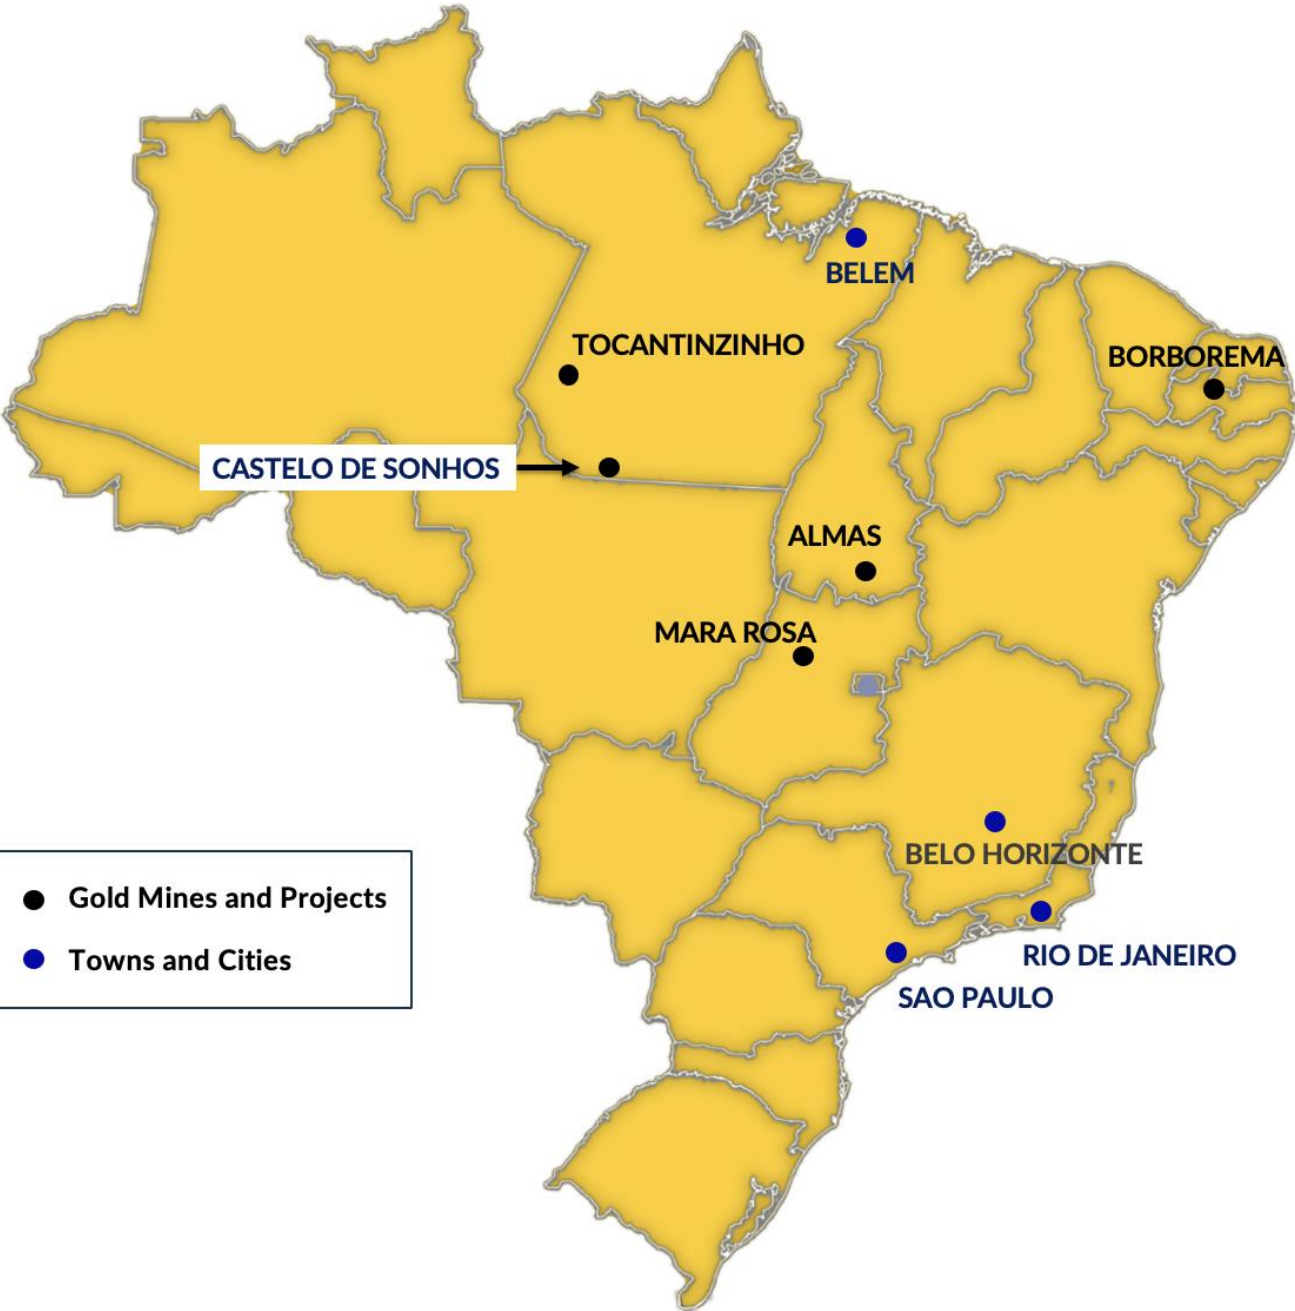 BELEM
TOCANTINZINHO
BORBOREMA
CASTELO DE SONHOS
ALMAS
MARA ROSA
BELO HORIZONTE
Gold Mines and Projects
Towns and Cities
RIO DE JANEIRO
SAO PAULO